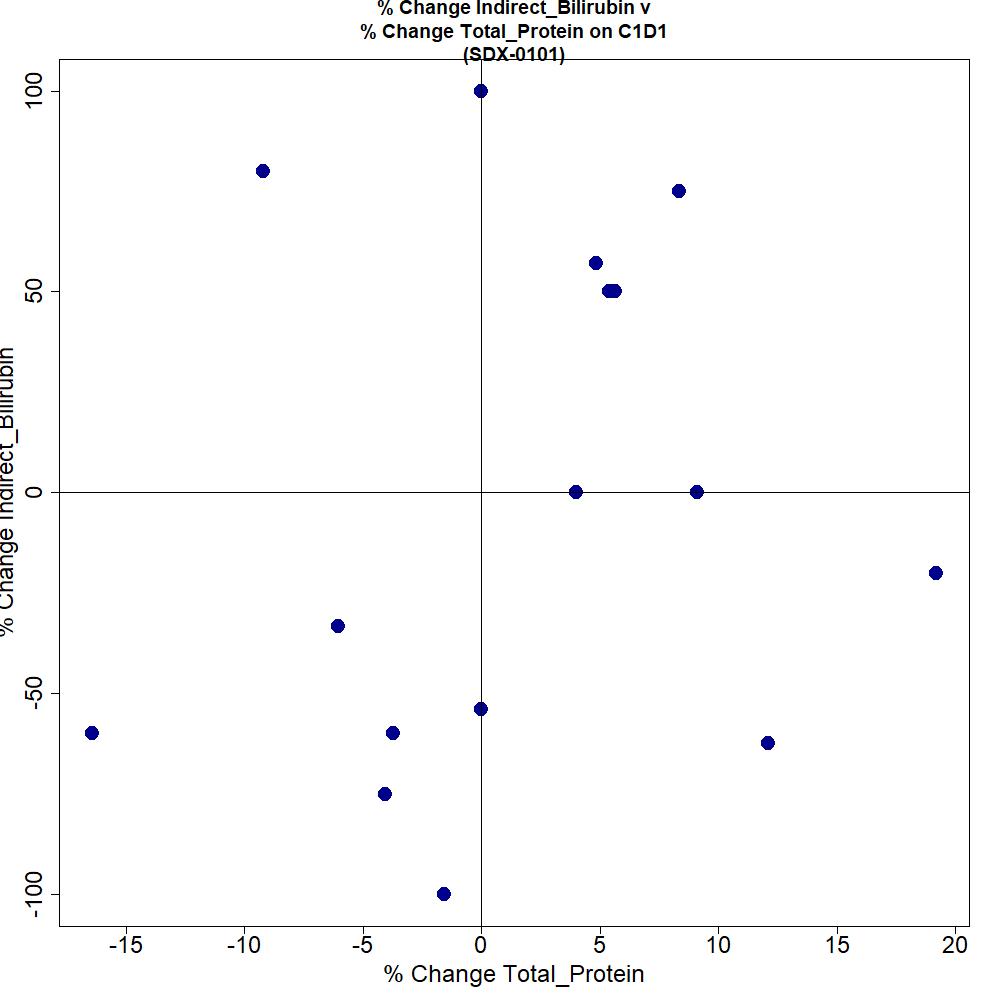 % Change Indirect_Bilirubin v
% Change Total_Protein on C1D1
(SDX-0101)
100
50
0
-50
-100
% Change Indirect_Bilirubin
-15
-10
-5
0
5
10
15
20
% Change Total_Protein